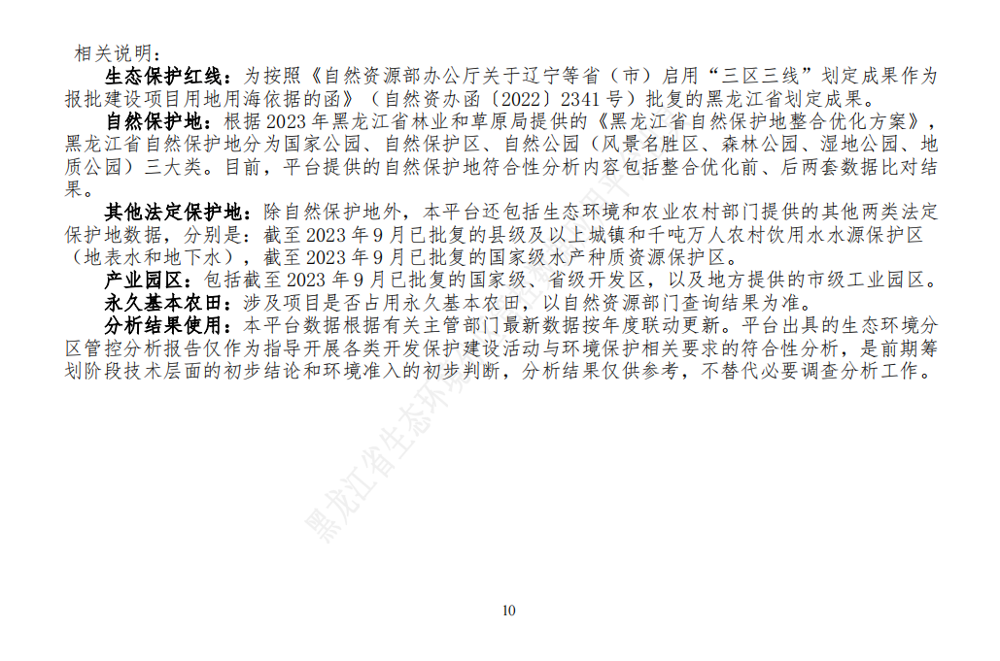 相关说明：
生态保护红线：为按照《自然资源部办公厅关于辽宁等省（市）启用“三区三线”划定成果作为
报批建设项目用地用海依据的函》（自然资办函〔2022〕2341号）批复的黑龙江省划定成果。
自然保护地：根据2023年黑龙江省林业和草原局提供的《黑龙江省自然保护地整合优化方案》，
黑龙江省自然保护地分为国家公园、自然保护区、自然公园（风景名胜区、森林公园、湿地公园、地
质公园）三大类。目前，平台提供的自然保护地符合性分析内容包括整合优化前、后两套数据比对结
果。
其他法定保护地：除自然保护地外，本平台还包括生态环境和农业农村部门提供的其他两类法定
保护地数据，分别是：截至2023年9月已批复的县级及以上城镇和千吨万人农村饮用水水源保护区
（地表水和地下水），截至2023年9月已批复的国家级水产种质资源保护区。
产业园区：包括截至2023年9月已批复的国家级、省级开发区，以及地方提供的市级工业园区。
永久基本农田：涉及项目是否占用永久基本农田，以自然资源部门查询结果为准。
分析结果使用：本平台数据根据有关主管部门最新数据按年度联动更新。平台出具的生态环境分
区管控分析报告仅作为指导开展各类开发保护建设活动与环境保护相关要求的符合性分析，是前期筹
划阶段技术层面的初步结论和环境准入的初步判断，分析结果仅供参考，不替代必要调查分析工作。
黑龙江省生态环境
10